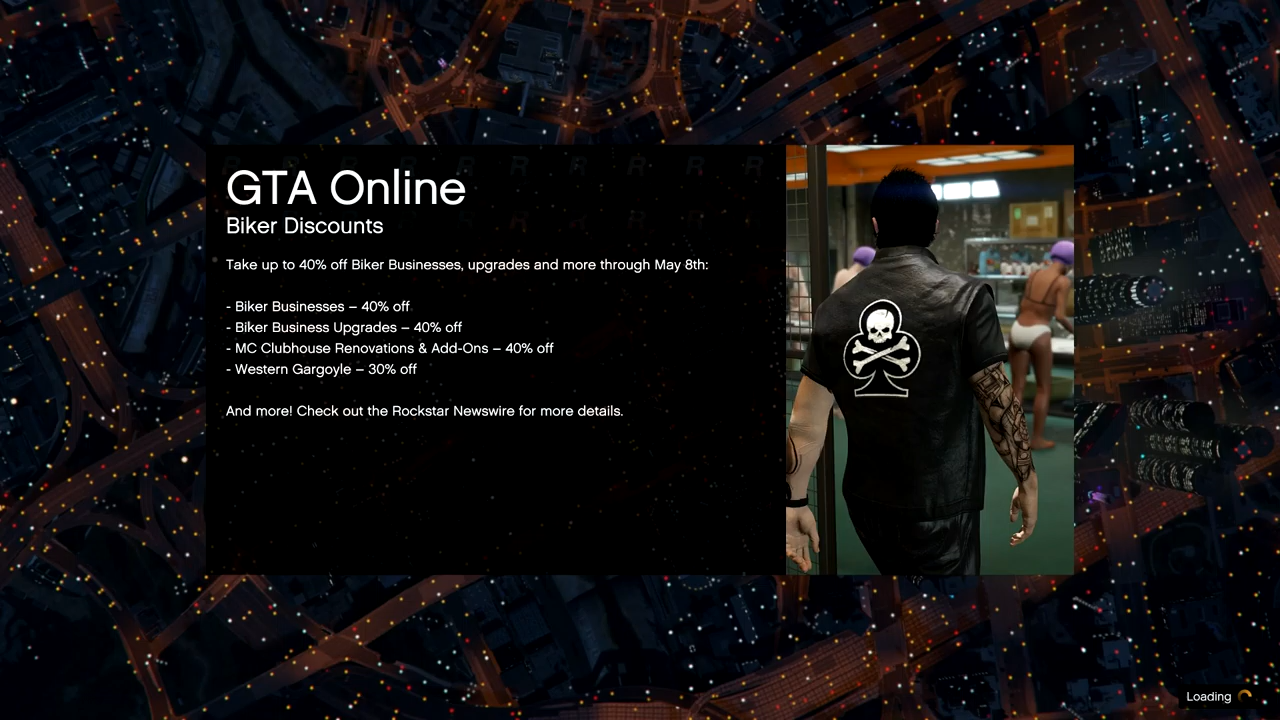 GTA Online
Biker Discounts
Take up to 40% off Biker Businesses, upgrades and more through May 8th:
- Biker Businesses – 40% off
- Biker Business Upgrades – 40% off
- MC Clubhouse Renovations & Add-Ons – 40% off
- Western Gargoyle – 30% off
And more! Check out the Rockstar Newswire for more details.
Loading